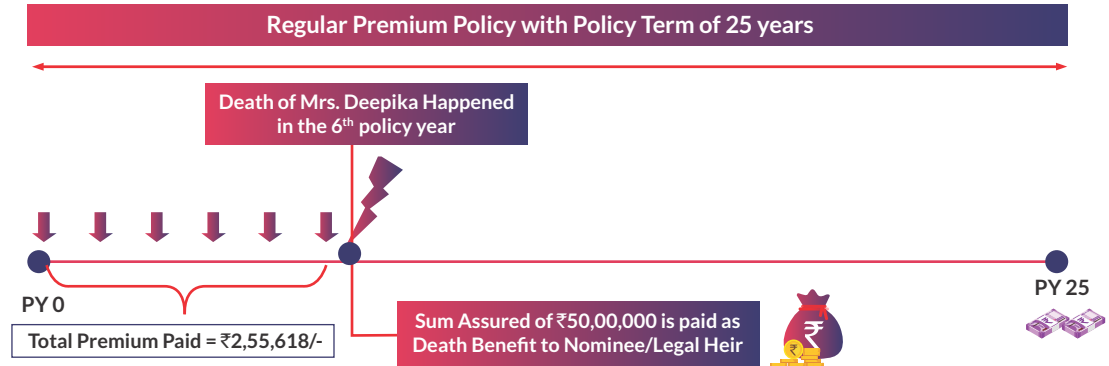 Regular Premium Policy with Policy Term of 25 years
Death of Mrs. Deepika Happened
in the 6th policy year
PY 0
PY 25
Total Premium Paid = ₹2,55,618/-
Sum Assured of ₹50,00,000 is paid as
Death Benefit to Nominee/Legal Heir
₹
₹